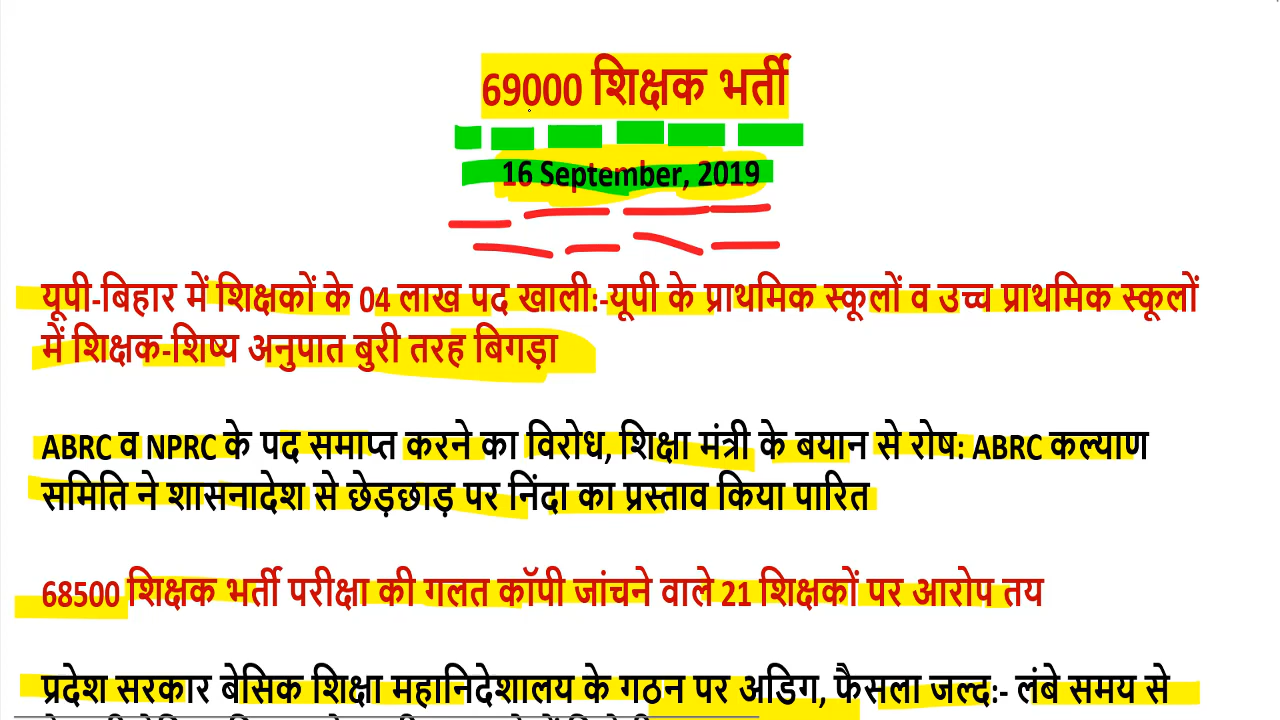 69000 शिक्षक भर्ती
16 September, 2019
यूपी-बिहार में शिक्षकों के 04 लाख पद खाली:-यूपी के प्राथमिक स्कूलों व उच्च प्राथमिक स्कूलों
में शिक्षक-शिष्य अनुपात बुरी तरह बिगड़ा
ABRC व NPRC के पद समाप्त करने का विरोध, शिक्षा मंत्री के बयान से रोष: ABRC कल्याण
समिति ने शासनादेश से छेड़छाड़ पर निंदा का प्रस्ताव किया पारित
68500 शिक्षक भर्ती परीक्षा की गलत कॉपी जांचने वाले 21 शिक्षकों पर आरोप तय
प्रदेश सरकार बेसिक शिक्षा महानिदेशालय के गठन पर अडिग, फैसला जल्द:- लंबे समय से